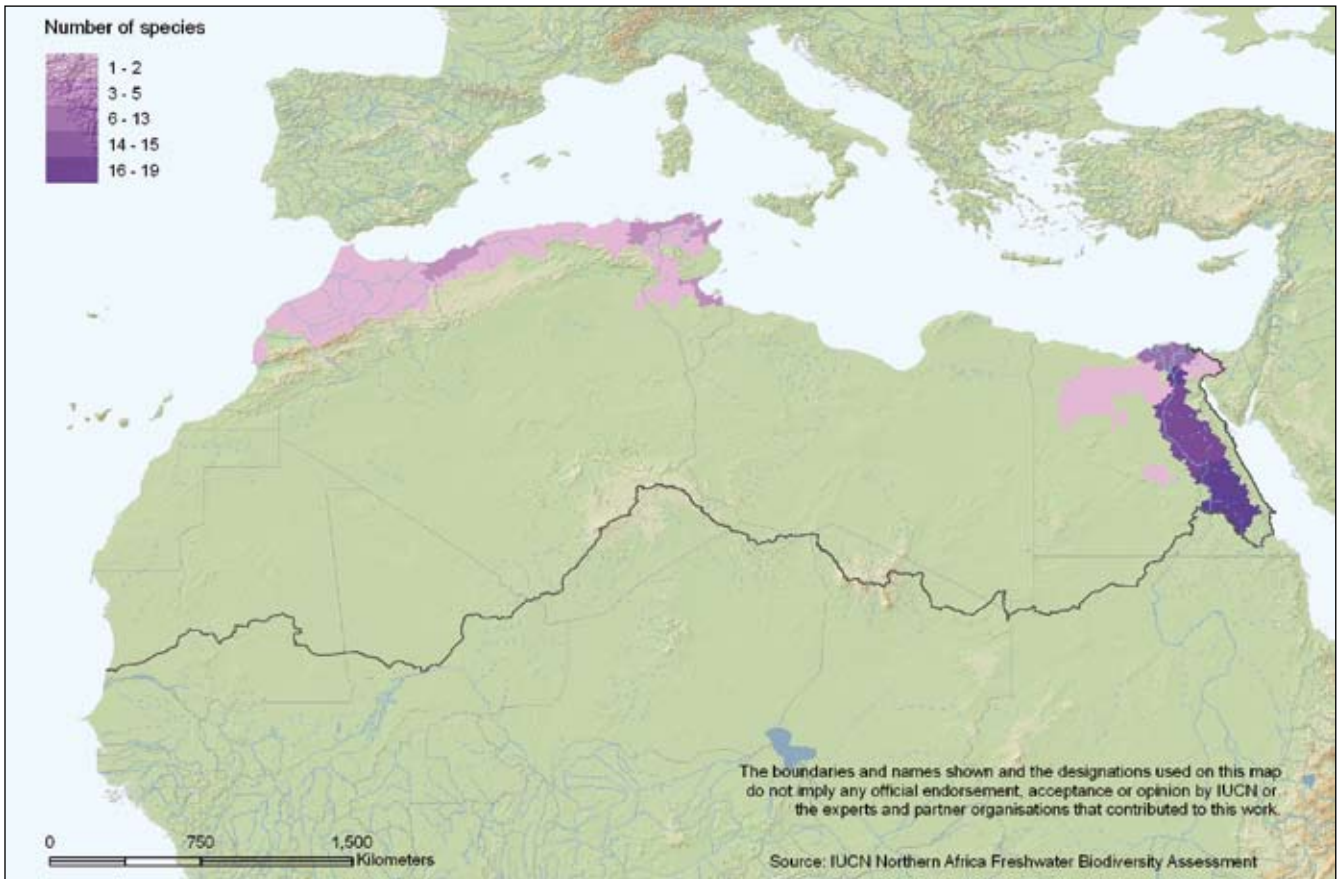 Number of species
1 - 2
3 - 5
6 - 13
14 - 15
16 - 19
The boundaries and names shown and the designations used on this map
do not imply any official endorsement, acceptance or opinion by IUCN or
the experts and partner organisations that contributed to this work.
0 750 1,500
Kilometers
Source: IUCN Northern Africa Freshwater Biodiversity Assessment